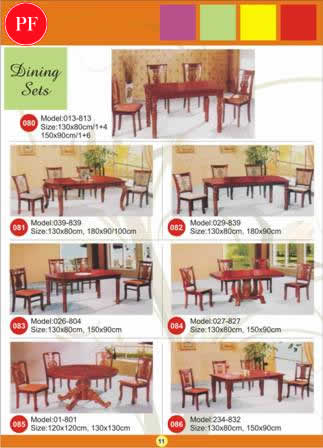 PF
Dining
Sets
080
Model:013-813
Size:130x80cm/1+4
150x90cm/1+6
081
Model:039-839
Size:130x80cm, 180x90/100cm
082
Model:029-839
Size:130x80cm, 180x90cm
083
Model:026-804
Size:130x80cm, 150x90cm
084
Model:027-827
Size:130x80cm, 150x90cm
085
Model:01-801
Size:120x120cm, 130x130cm
086
Model:234-832
Size:130x80cm, 150x90cm
11